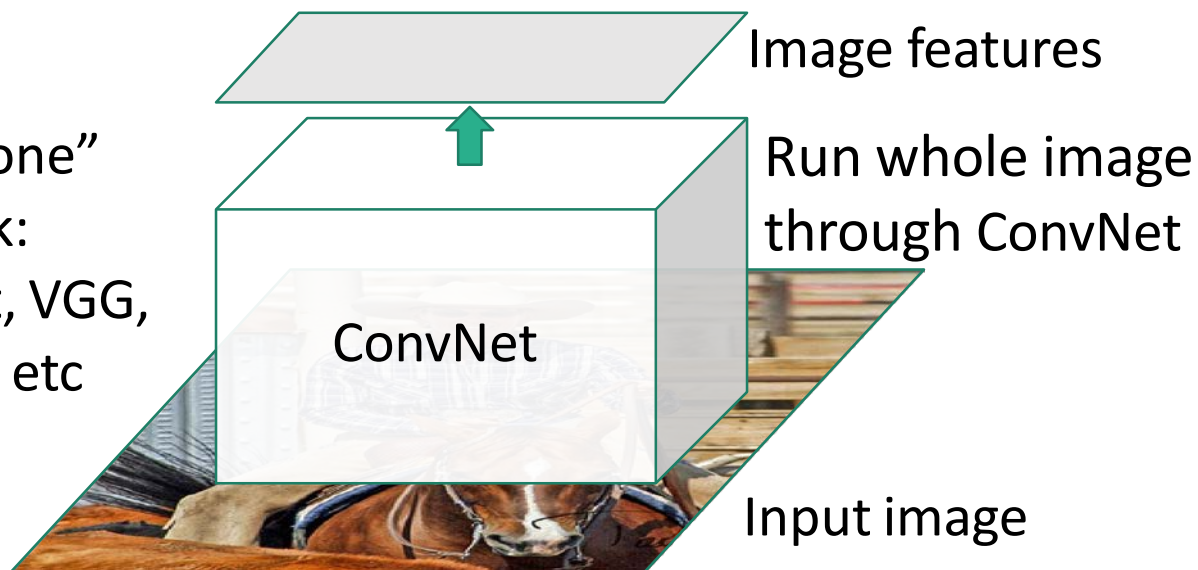 Image features
one”
Run whole image
k:
through ConvNet
, VGG,
ConvNet
etc
Input image